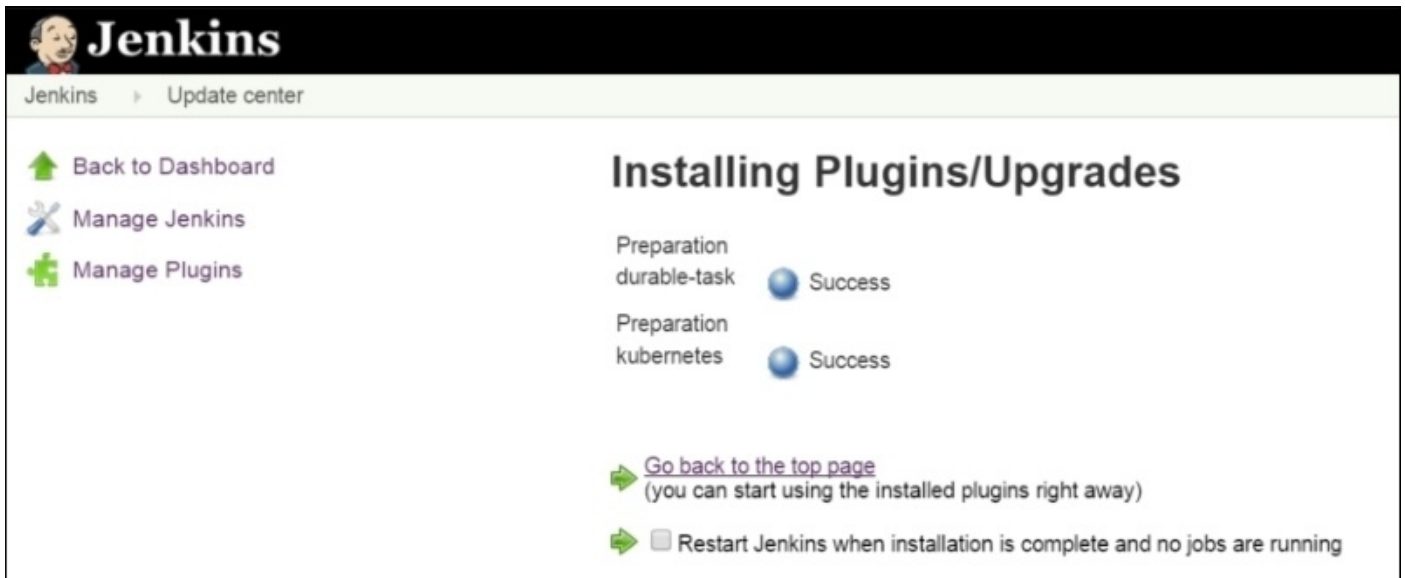 Jenkins
Jenkins
Update center
Back to Dashboard
Manage Jenkins
Manage Plugins
Installing Plugins/Upgrades
Preparation
durable-task
Success
Preparation
kubernetes
Success
Go back to the top page
(you can start using the installed plugins right away)
Restart Jenkins when installation is complete and no jobs are running